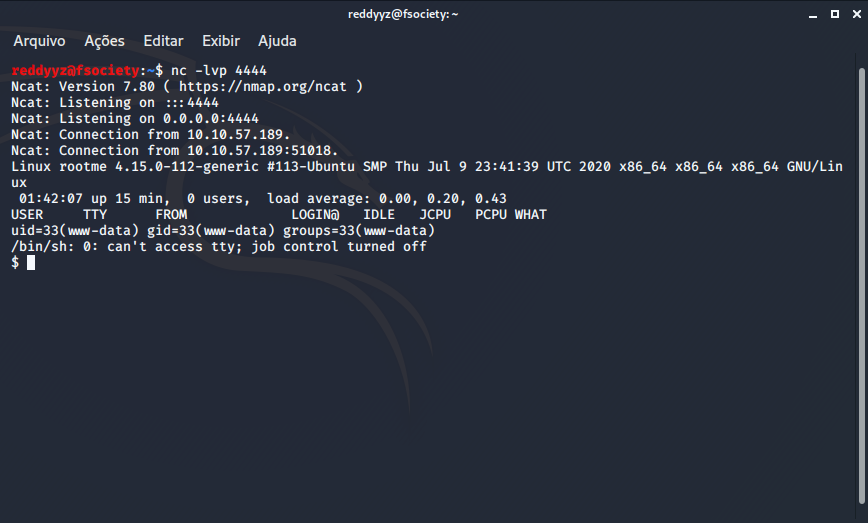 reddyyz@fsociety: ~
Arquivo Ações Editar Exibir Ajuda
reddyyz@fsociety:~$ nc -lvp 4444
Ncat: Version 7.80 ( https://nmap.org/ncat )
Ncat: Listening on :::4444
Ncat: Listening on 0.0.0.0:4444
Ncat: Connection from 10.10.57.189.
Ncat: Connection from 10.10.57.189:51018.
Linux rootme 4.15.0-112-generic #113-Ubuntu SMP Thu Jul 9 23:41:39 UTC 2020 x86_64 x86_64 x86_64 GNU/Lin
ux
 01:42:07 up 15 min,  0 users,  load average: 0.00, 0.20, 0.43
USER     TTY      FROM             LOGIN@   IDLE   JCPU   PCPU WHAT
uid=33(www-data) gid=33(www-data) groups=33(www-data)
/bin/sh: 0: can't access tty; job control turned off
$